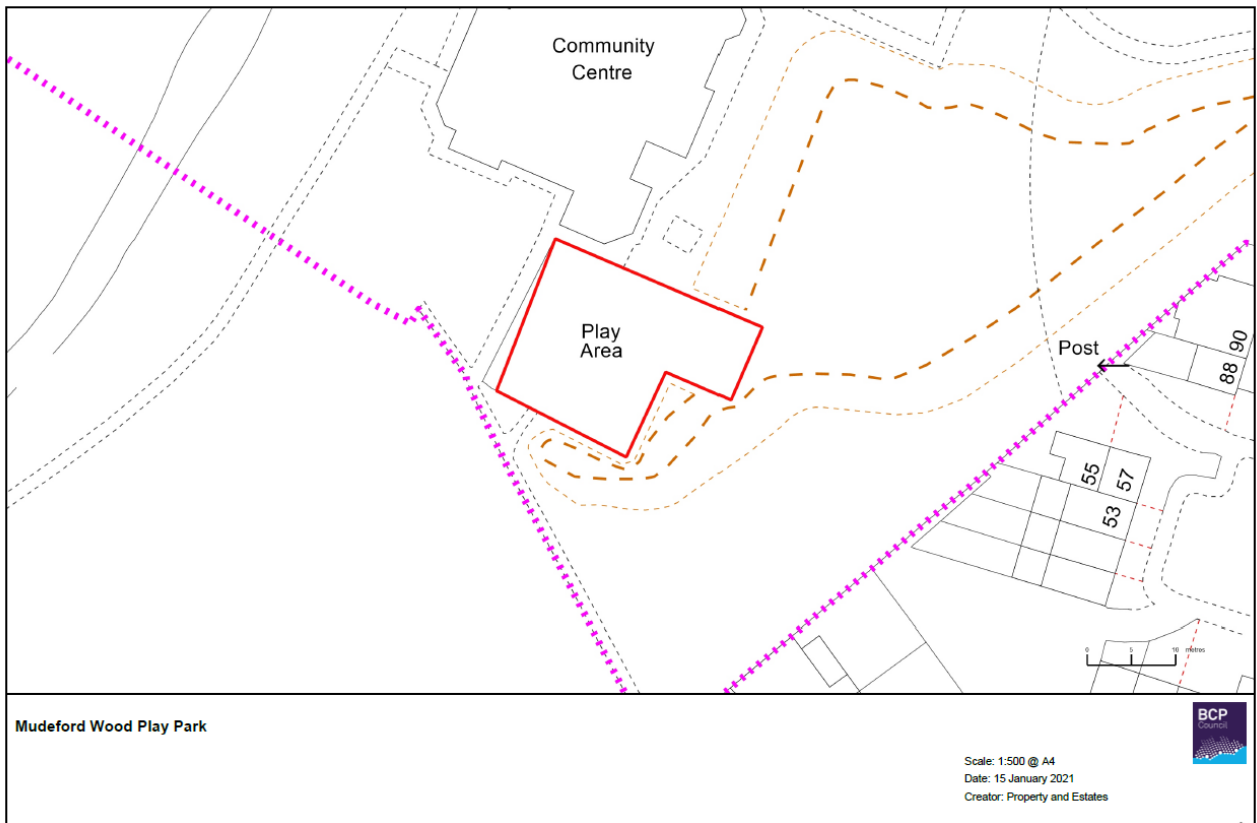 Community
Centre
Play
Area
Post
90
88
55
57
53
0 5 10 metres
Mudeford Wood Play Park
BCP
Council
Scale: 1:500 @ A4
Date: 15 January 2021
Creator: Property and Estates